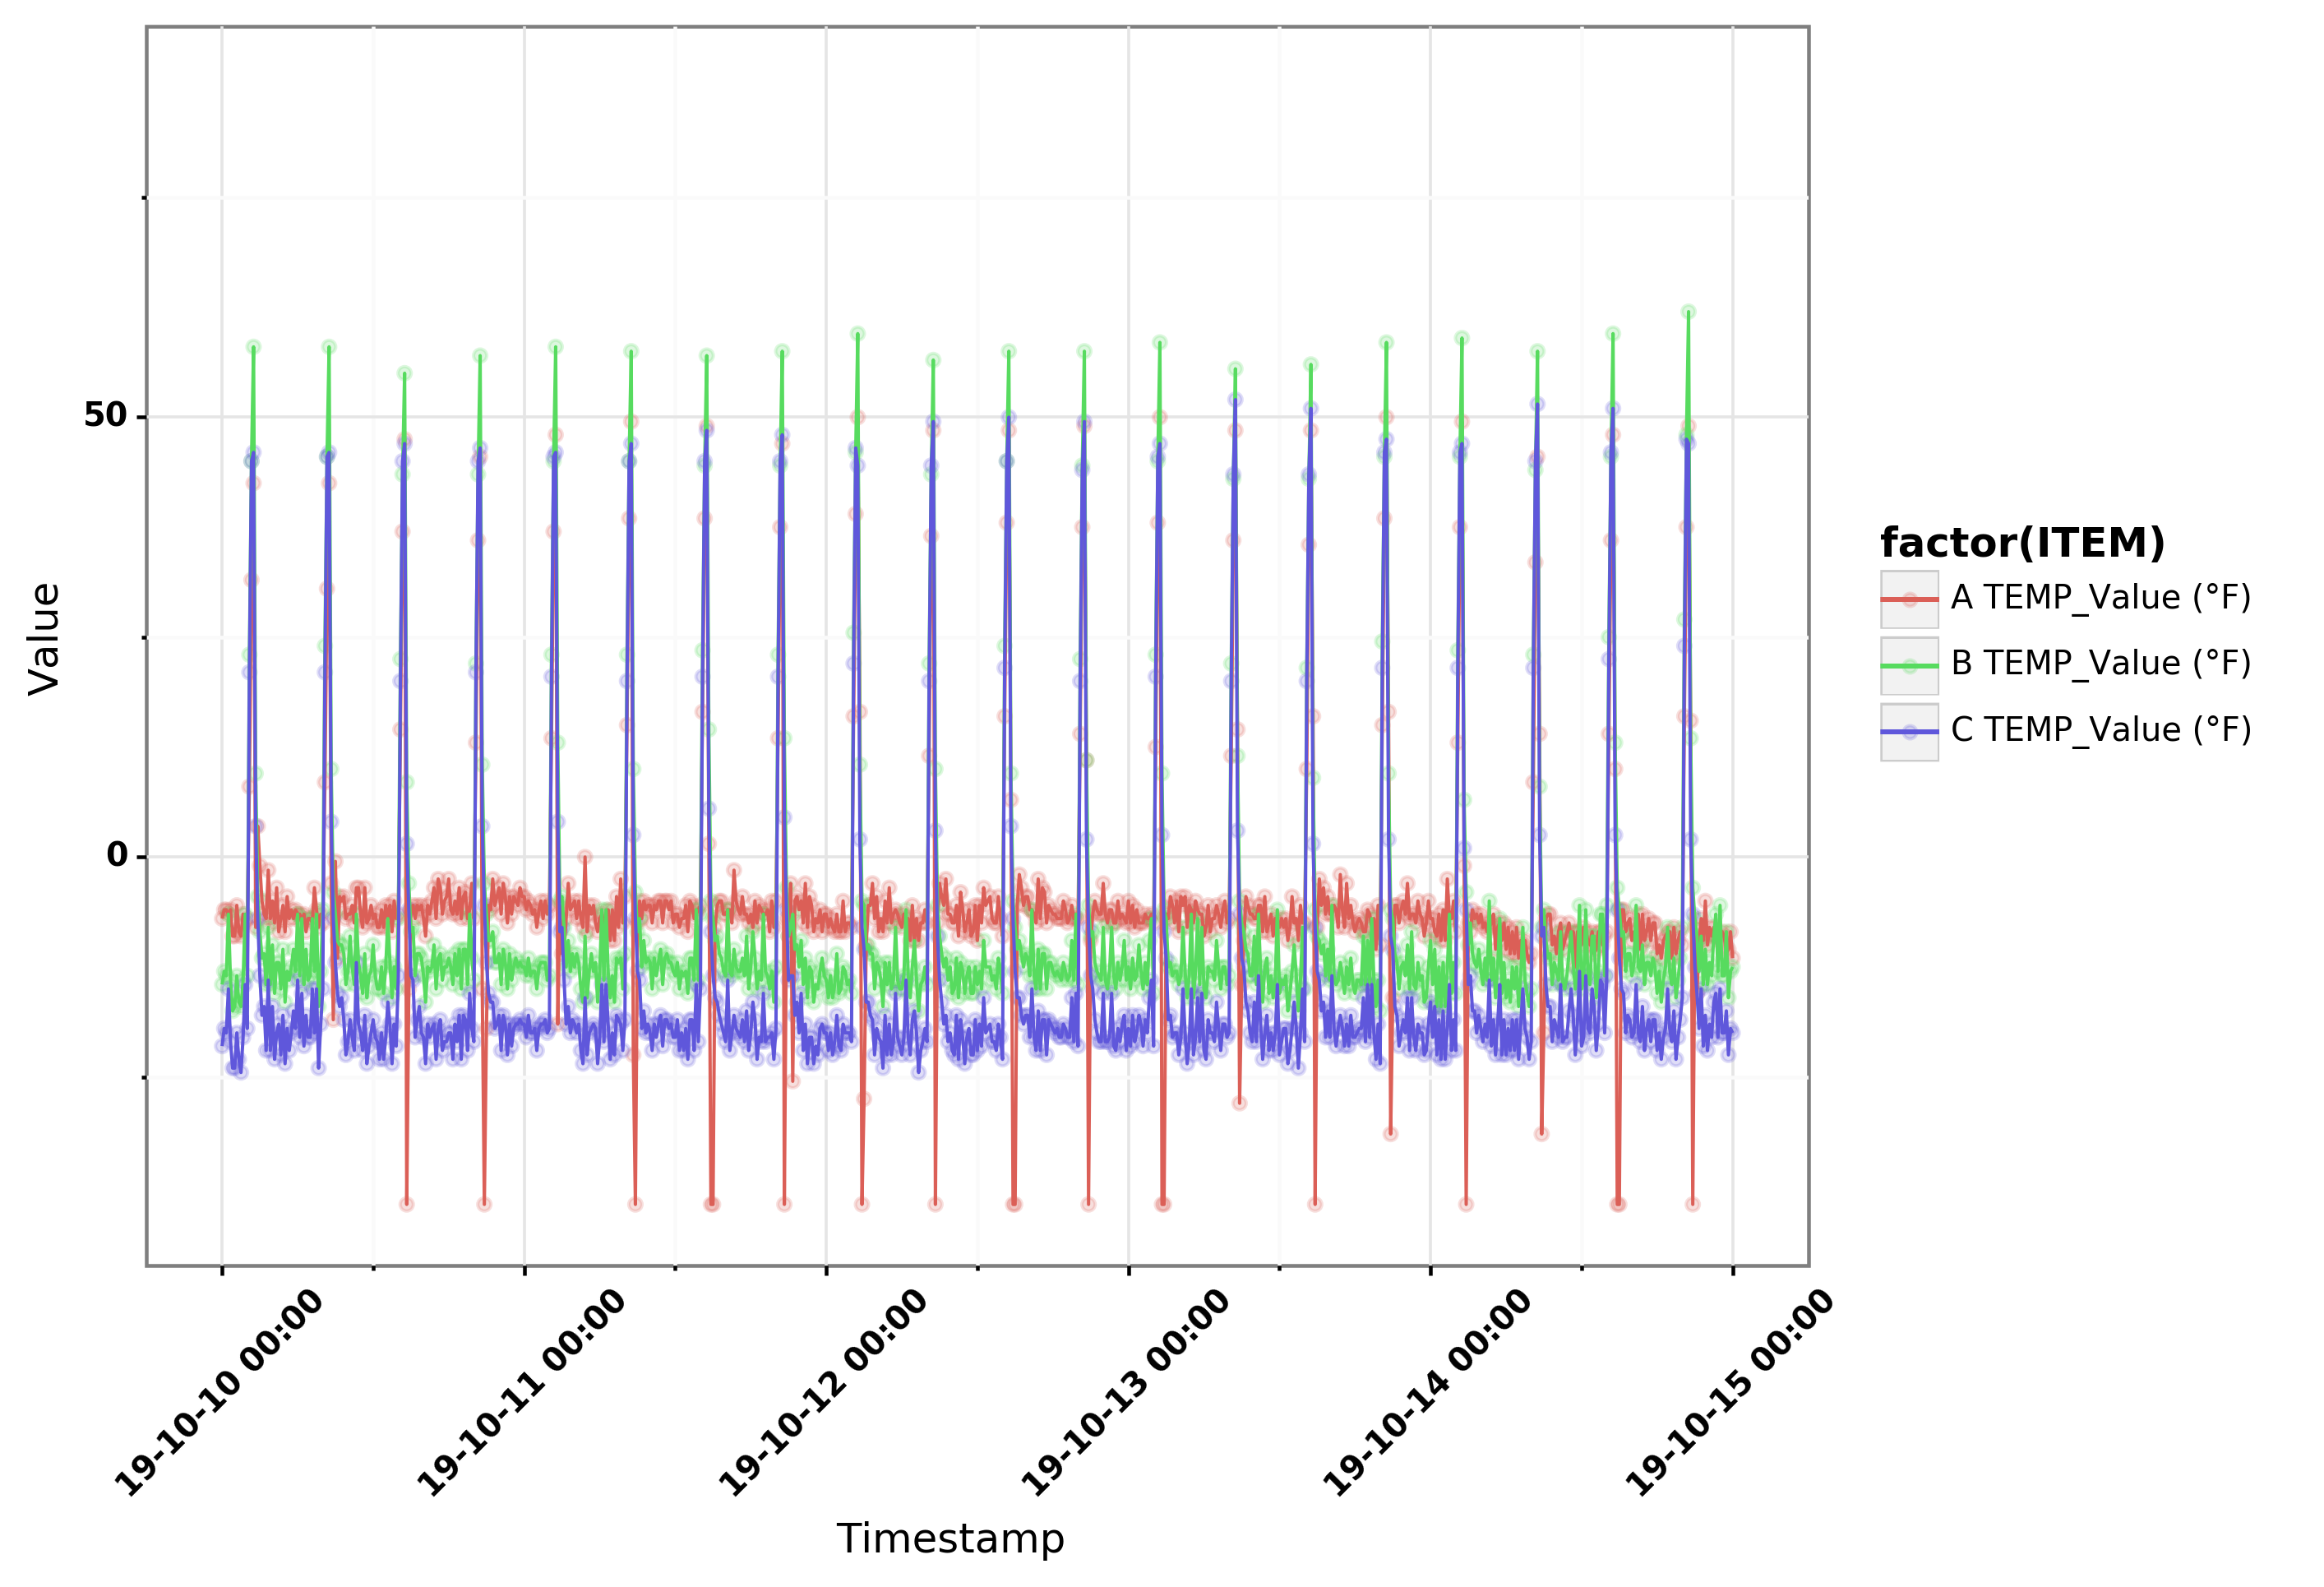 50
0
Value
19-10-10 00:00
19-10-11 00:00
19-10-12 00:00
19-10-13 00:00
19-10-14 00:00
19-10-15 00:00
Timestamp
factor(ITEM)
A TEMP_Value (°F)
B TEMP_Value (°F)
C TEMP_Value (°F)